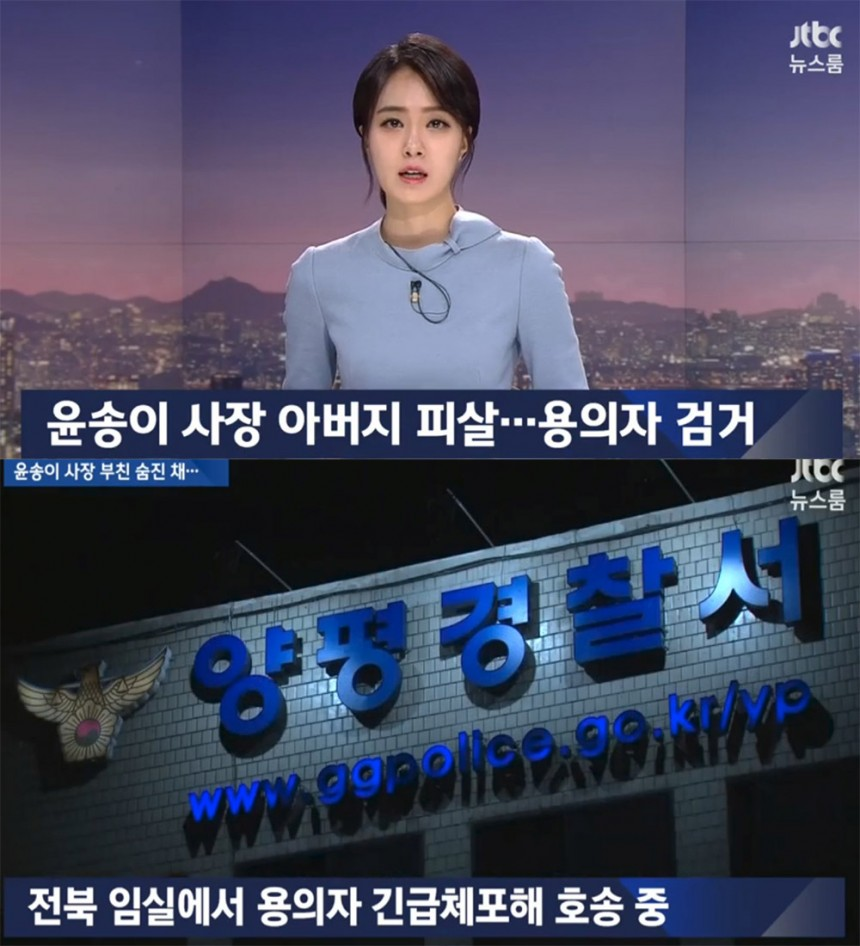 jtbc
뉴스룸
윤송이 사장 아버지 피살…용의자 검거
윤송이 사장 부친 숨진 채…
jtbc
뉴스룸
양평경찰서
www.ggpolice.go.kr/yp
전북 임실에서 용의자 긴급체포해 호송 중